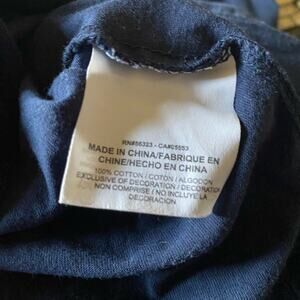 RN#56323 - CA#05553
MADE IN CHINA/FABRIQUE EN
CHINE/HECHO EN CHINA
100% COTTON / COTON / ALGODON
EXCLUSIVE OF DECORATION / DECORATION
NON COMPRISE / NO INCLUYE LA
DECORACION